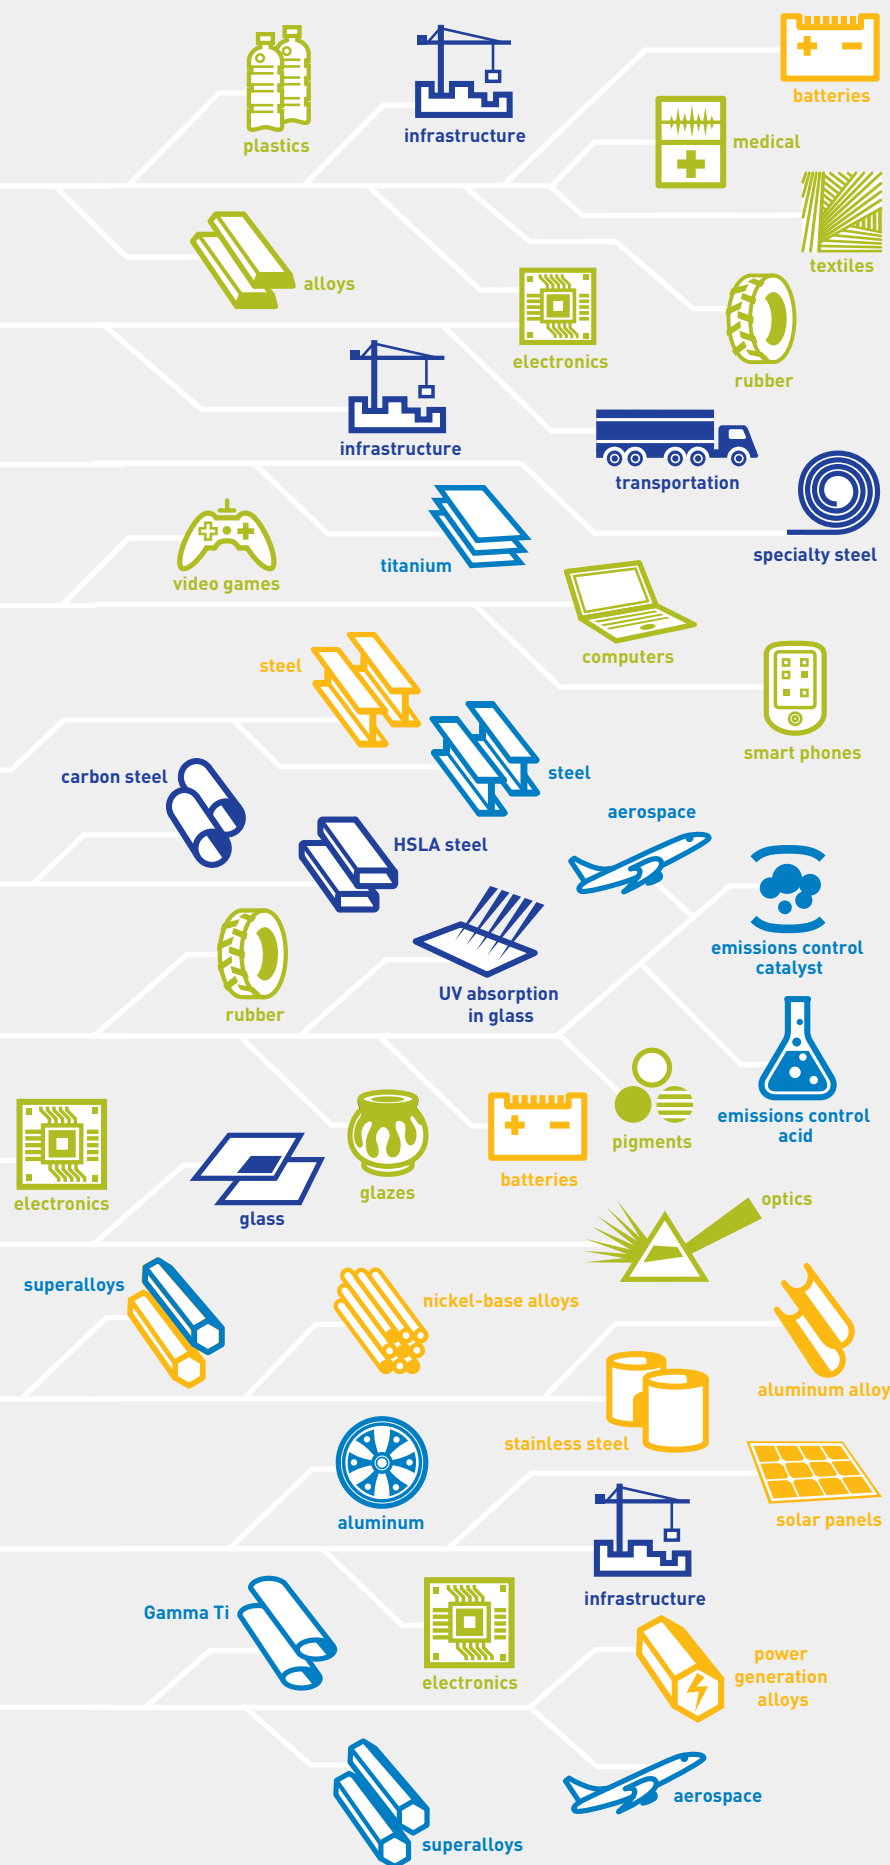 batteries
plastics
infrastructure
medical
textiles
alloys
electronics
rubber
infrastructure
transportation
specialty steel
titanium
video games
computers
steel
smart phones
steel
carbon steel
aerospace
HSLA steel
emissions control
catalyst
UV absorption
in glass
rubber
emissions control
acid
pigments
batteries
glazes
optics
electronics
glass
superalloys
nickel-base alloys
aluminum alloy
stainless steel
solar panels
aluminum
infrastructure
Gamma Ti
power
generation
alloys
electronics
aerospace
superalloys